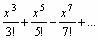 x^3/3! + x^5/5! − x^7/7! + ...